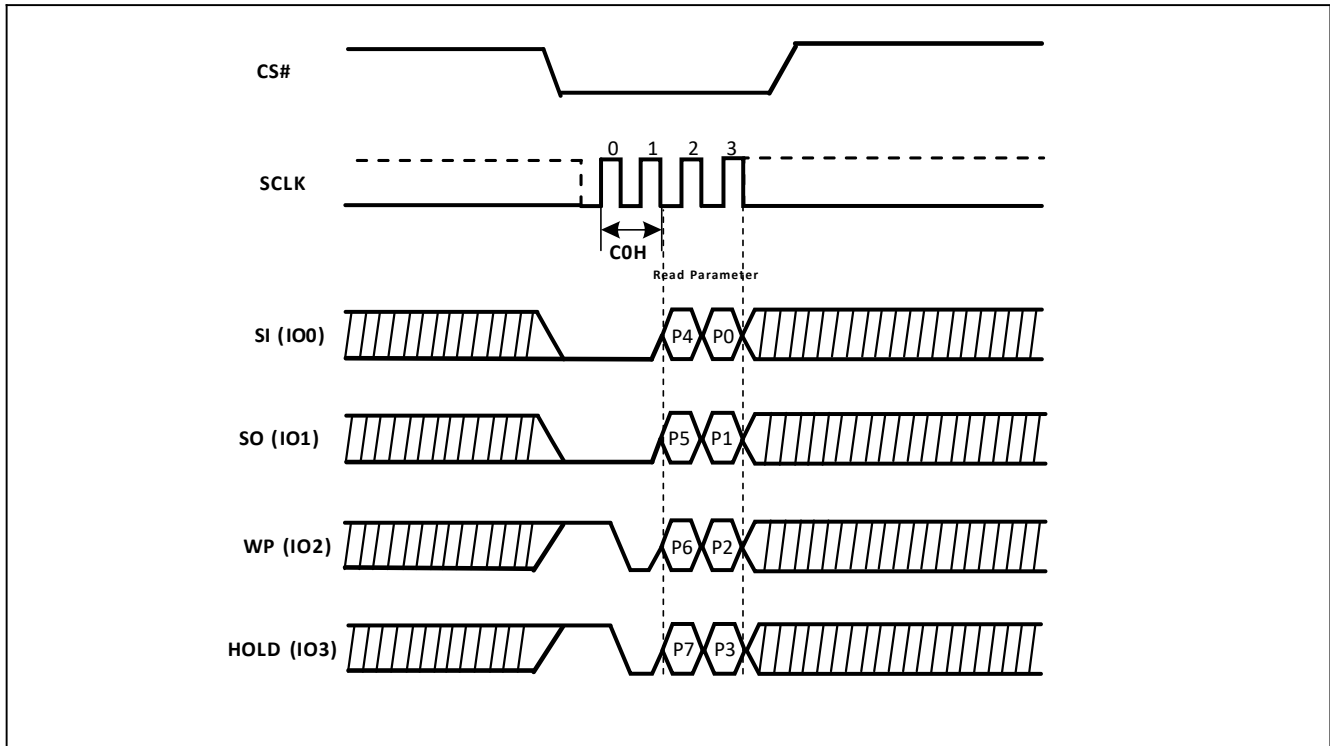 CS#
0 1 2 3
SCLK
C0H
Read Parameter
SI (IO0) P4 P0
SO (IO1) P5 P1
WP (IO2) P6 P2
HOLD (IO3) P7 P3